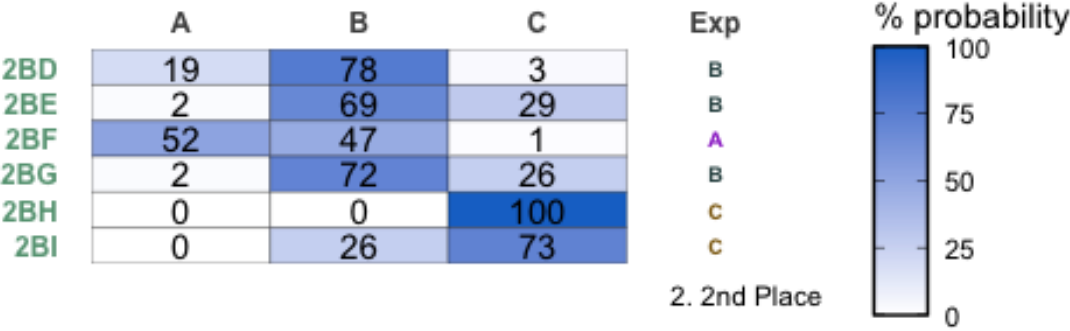 A B C Exp % probability
2BD 19 78 3 B 100
2BE 2 69 29 B
2BF 52 47 1 A 75
2BG 2 72 26 B 50
2BH 0 0 100 C
2BI 0 26 73 C 25
2. 2nd Place 0